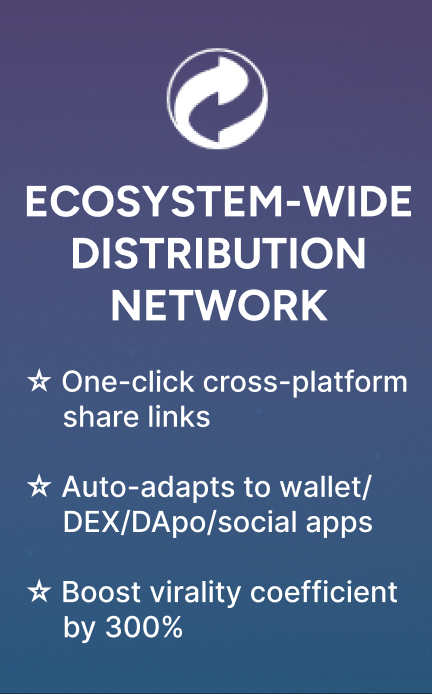 ECOSYSTEM-WIDE
DISTRIBUTION
NETWORK
☆ One-click cross-platform
share links
☆ Auto-adapts to wallet/
DEX/DApo/social apps
☆ Boost virality coefficient
by 300%